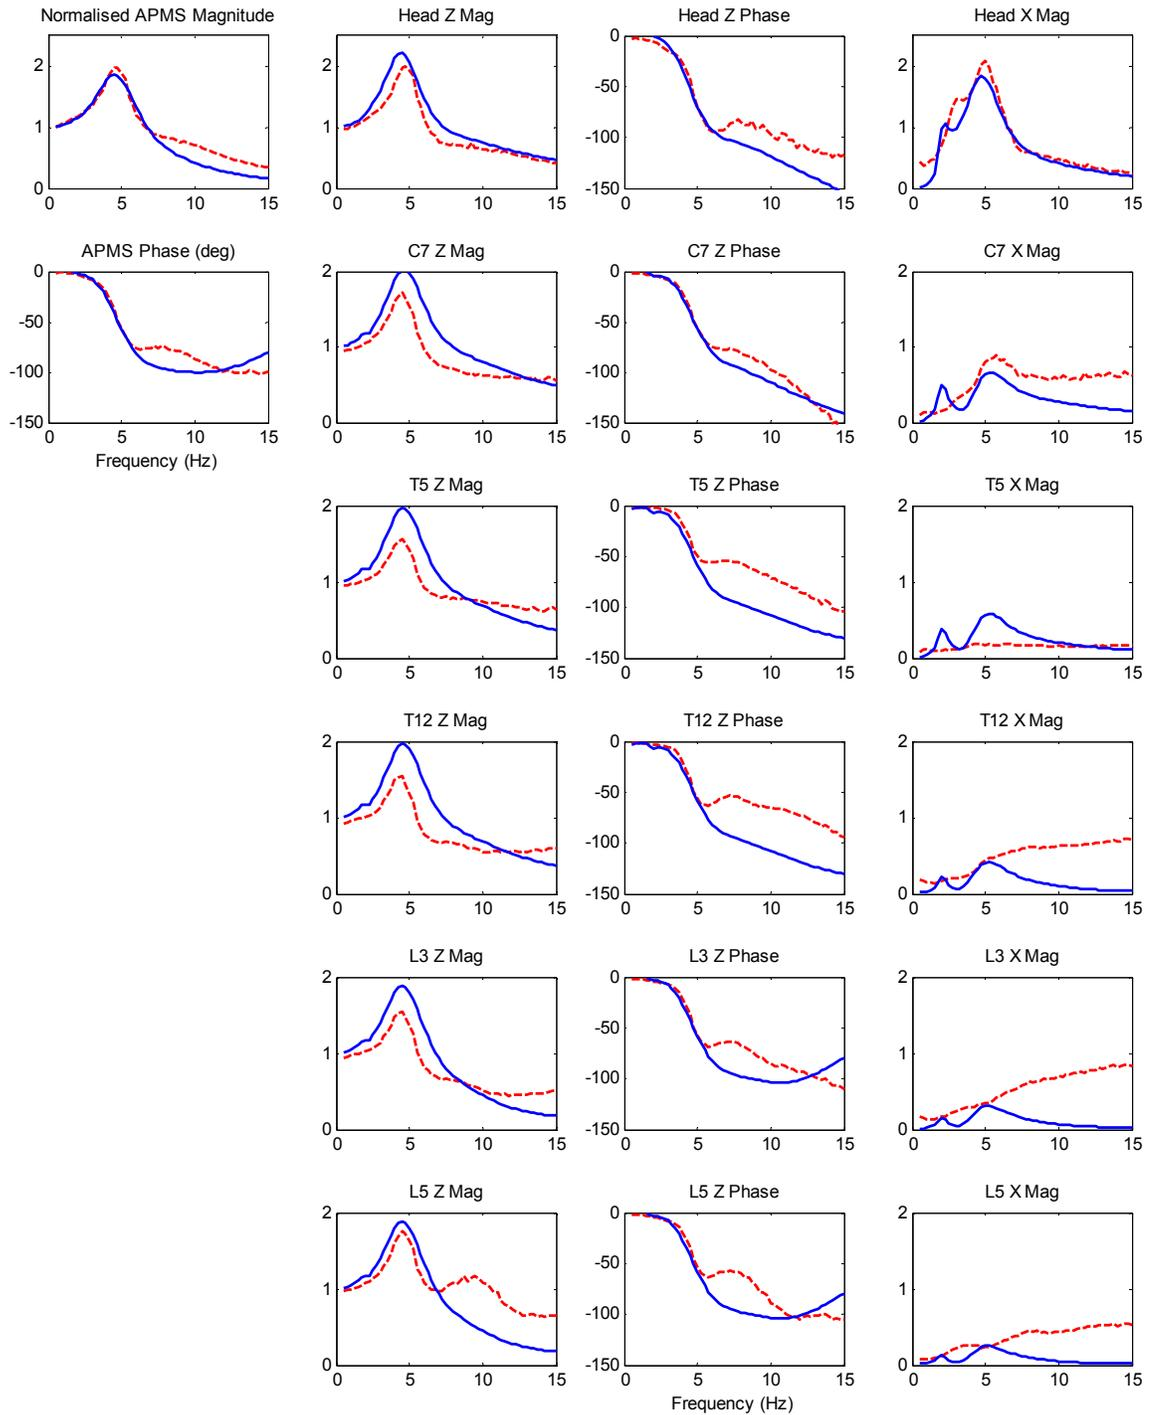 Normalised APMS Magnitude
Head Z Mag
Head Z Phase
Head X Mag
2
1
0
0 5 10 15
2
1
0
0 5 10 15
0
-50
-100
-150
0 5 10 15
2
1
0
0 5 10 15
APMS Phase (deg)
C7 Z Mag
C7 Z Phase
C7 X Mag
0
-50
-100
-150
0 5 10 15
Frequency (Hz)
2
1
0
0 5 10 15
0
-50
-100
-150
0 5 10 15
2
1
0
0 5 10 15
T5 Z Mag
T5 Z Phase
T5 X Mag
2
1
0
0 5 10 15
0
-50
-100
-150
0 5 10 15
2
1
0
0 5 10 15
T12 Z Mag
T12 Z Phase
T12 X Mag
2
1
0
0 5 10 15
0
-50
-100
-150
0 5 10 15
2
1
0
0 5 10 15
L3 Z Mag
L3 Z Phase
L3 X Mag
2
1
0
0 5 10 15
0
-50
-100
-150
0 5 10 15
2
1
0
0 5 10 15
L5 Z Mag
L5 Z Phase
L5 X Mag
2
1
0
0 5 10 15
0
-50
-100
-150
0 5 10 15
Frequency (Hz)
2
1
0
0 5 10 15